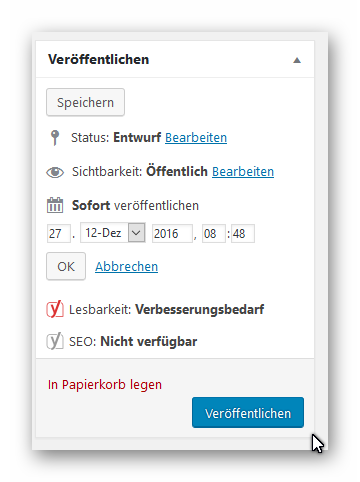 Veröffentlichen
Speichern
Status: Entwurf Bearbeiten
Sichtbarkeit: Öffentlich Bearbeiten
Sofort veröffentlichen
27. 12-Dez 2016, 08:48
OK Abbrechen
Lesbarkeit: Verbesserungsbedarf
SEO: Nicht verfügbar
In Papierkorb legen
Veröffentlichen